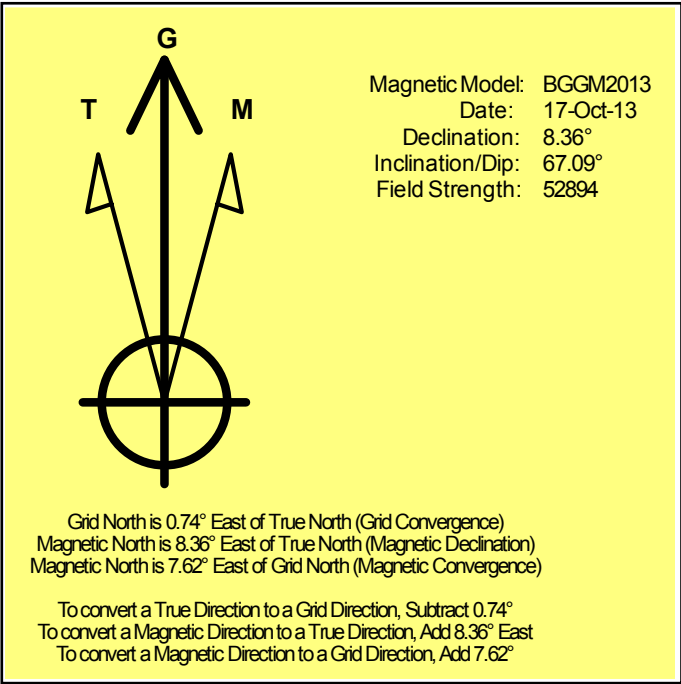 G
T M
Magnetic Model: BGGM2013
Date: 17-Oct-13
Declination: 8.36°
Inclination/Dip: 67.09°
Field Strength: 52894
Grid North is 0.74° East of True North (Grid Convergence)
Magnetic North is 8.36° East of True North (Magnetic Declination)
Magnetic North is 7.62° East of Grid North (Magnetic Convergence)
To convert a True Direction to a Grid Direction, Subtract 0.74°
To convert a Magnetic Direction to a True Direction, Add 8.36° East
To convert a Magnetic Direction to a Grid Direction, Add 7.62°